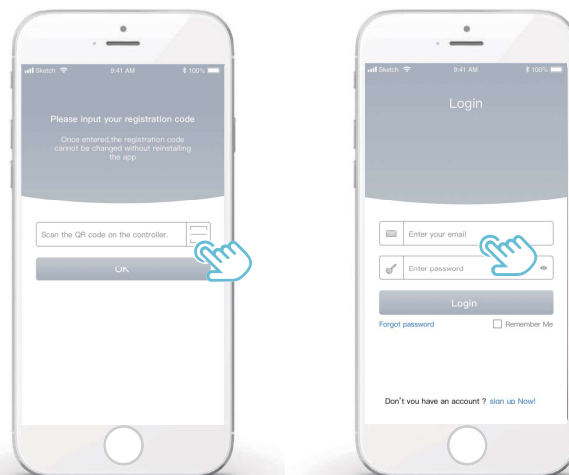 Sketch 9:41 AM 100%
Please input your registration code
Once entered,the registration code
cannot be changed without reinstalling
the app
Scan the QR code on the controller.
OK
Sketch 9:41 AM 100%
Login
Enter your email
Enter password
Login
Forgot password Remember Me
Don't you have an account ? sign up Now!